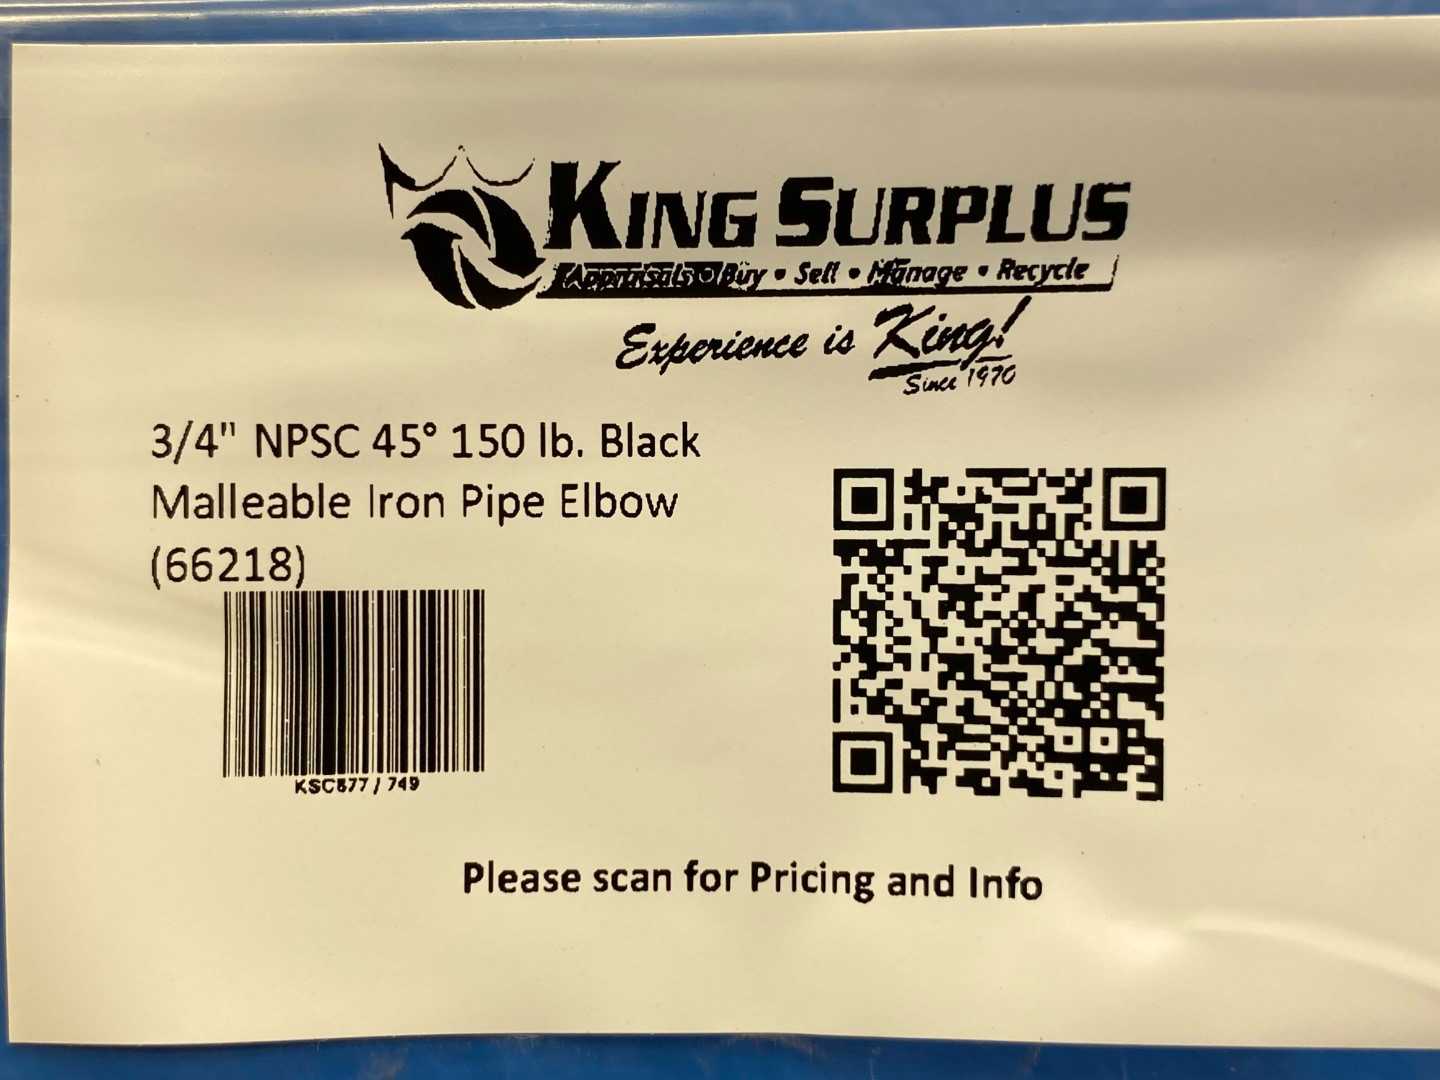 KING SURPLUS
Appraisals • Buy • Sell • Manage • Recycle
Experience is King!
Since 1970
3/4" NPSC 45° 150 lb. Black
Malleable Iron Pipe Elbow
(66218)
KSC877 / 749
Please scan for Pricing and Info